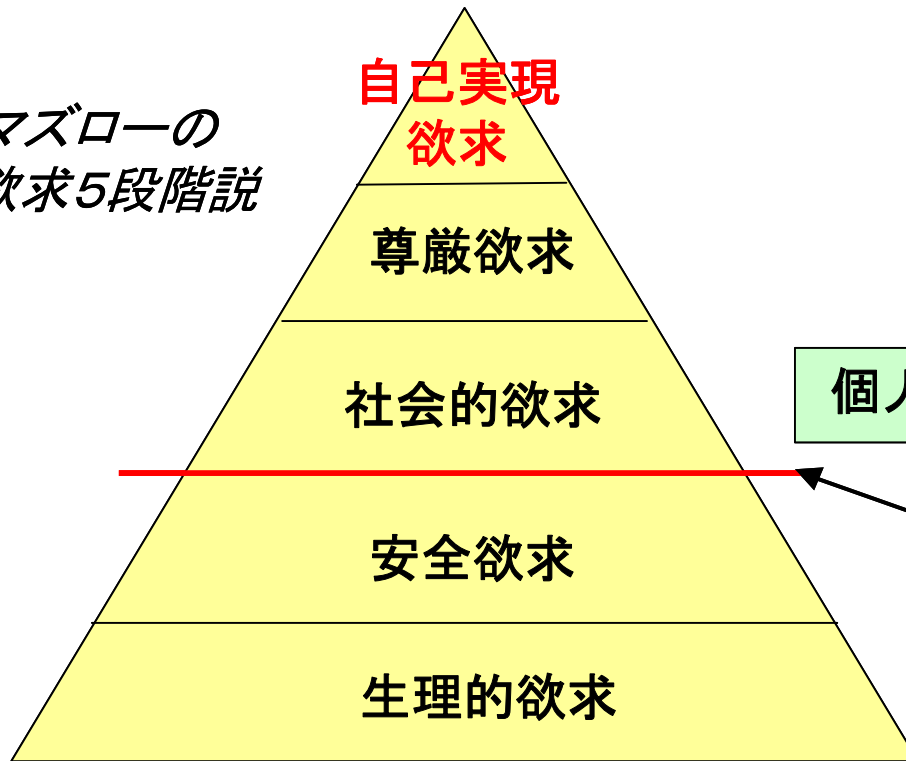 自己実現
欲求
マズローの
欲求５段階説
尊厳欲求
社会的欲求
個人
安全欲求
生理的欲求